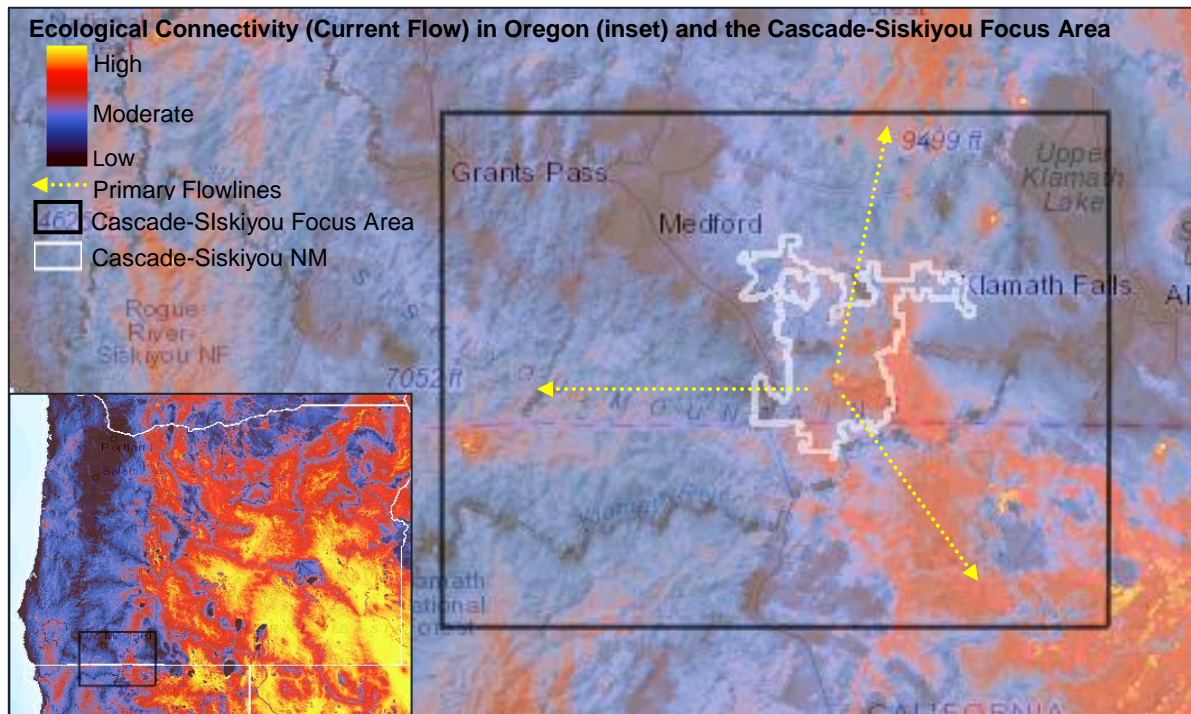 Ecological Connectivity (Current Flow) in Oregon (inset) and the Cascade-Siskiyou Focus Area
High
Moderate
Low
Primary Flowlines
Cascade-SIskiyou Focus Area
Cascade-Siskiyou NM
9499 ft
Upper
Klamath
Lake
Grants Pass
Medford
Klamath Falls
Rogue
River-
Siskiyou NF
7052 ft
Portland
Salem
Klamath River
CALIFORNIA